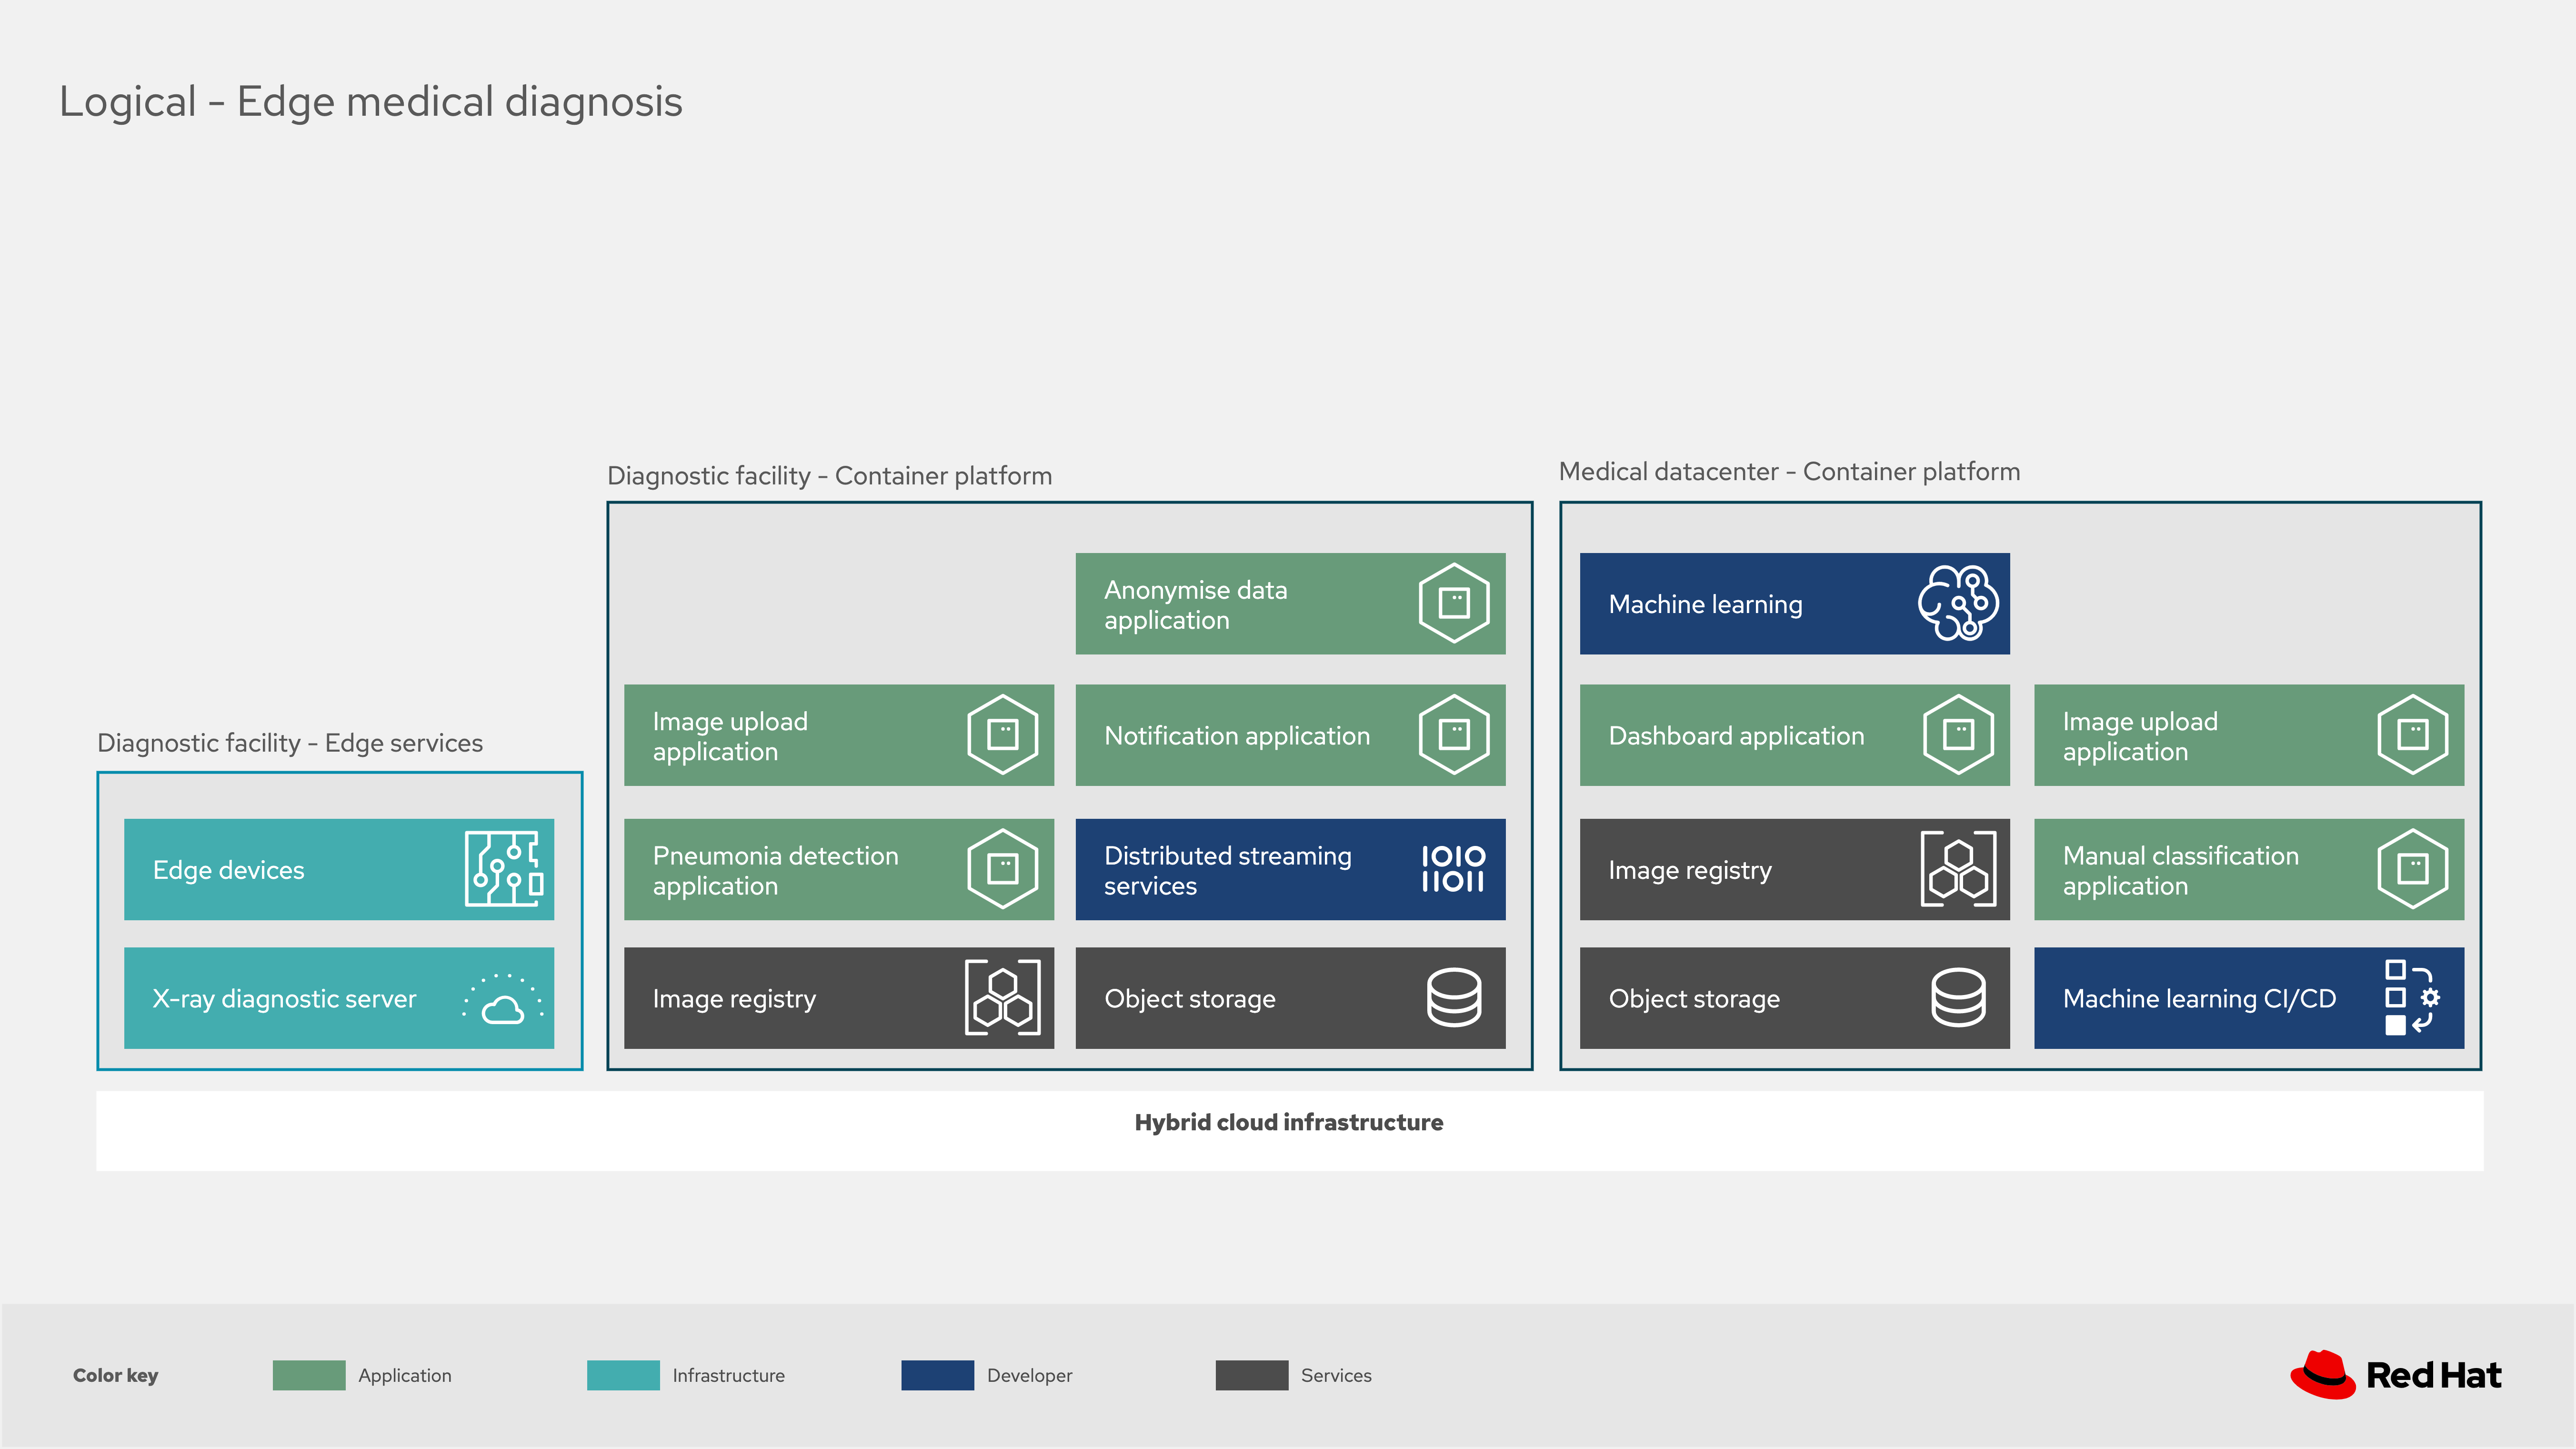 Logical - Edge medical diagnosis
Diagnostic facility - Edge services
Edge devices
X-ray diagnostic server
Diagnostic facility - Container platform
Anonymise data
application
Image upload
application
Notification application
Pneumonia detection
application
Distributed streaming
services
Image registry
Object storage
Medical datacenter - Container platform
Machine learning
Dashboard application
Image upload
application
Image registry
Manual classification
application
Object storage
Machine learning CI/CD
Hybrid cloud infrastructure
Color key
Application
Infrastructure
Developer
Services
Red Hat